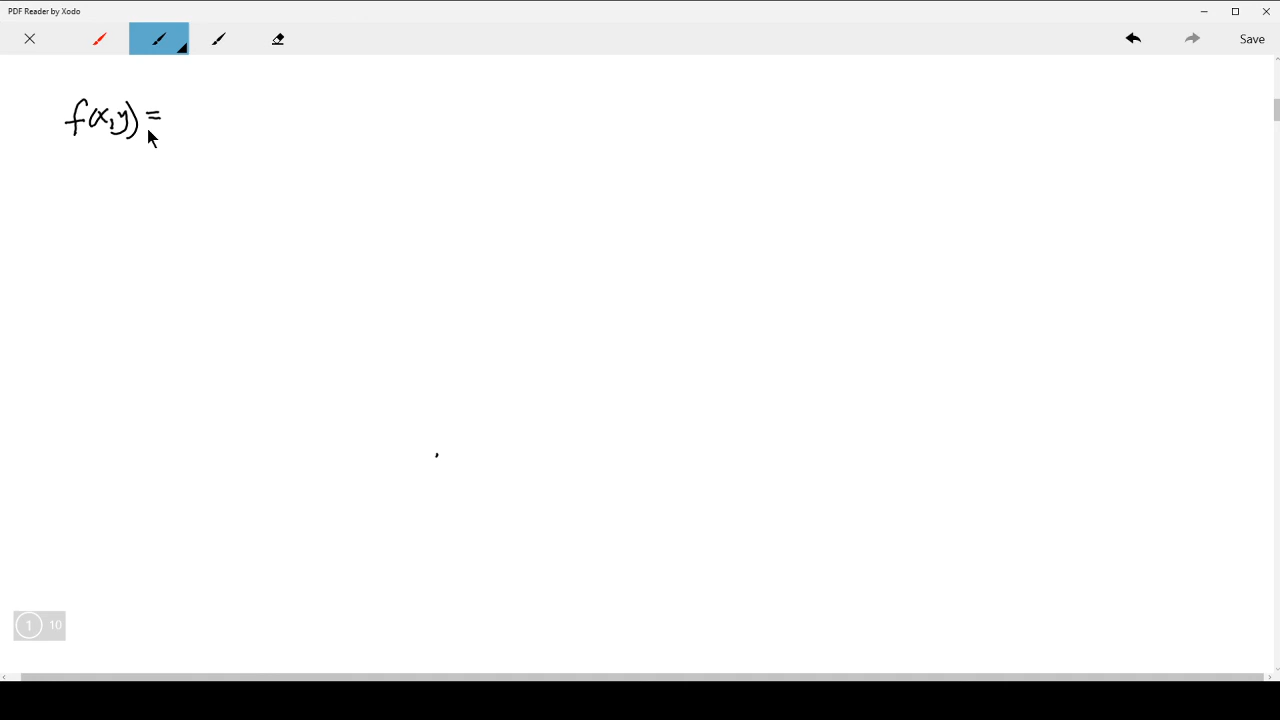 PDF Reader by Xodo
Save
f(x,y) =
1 10